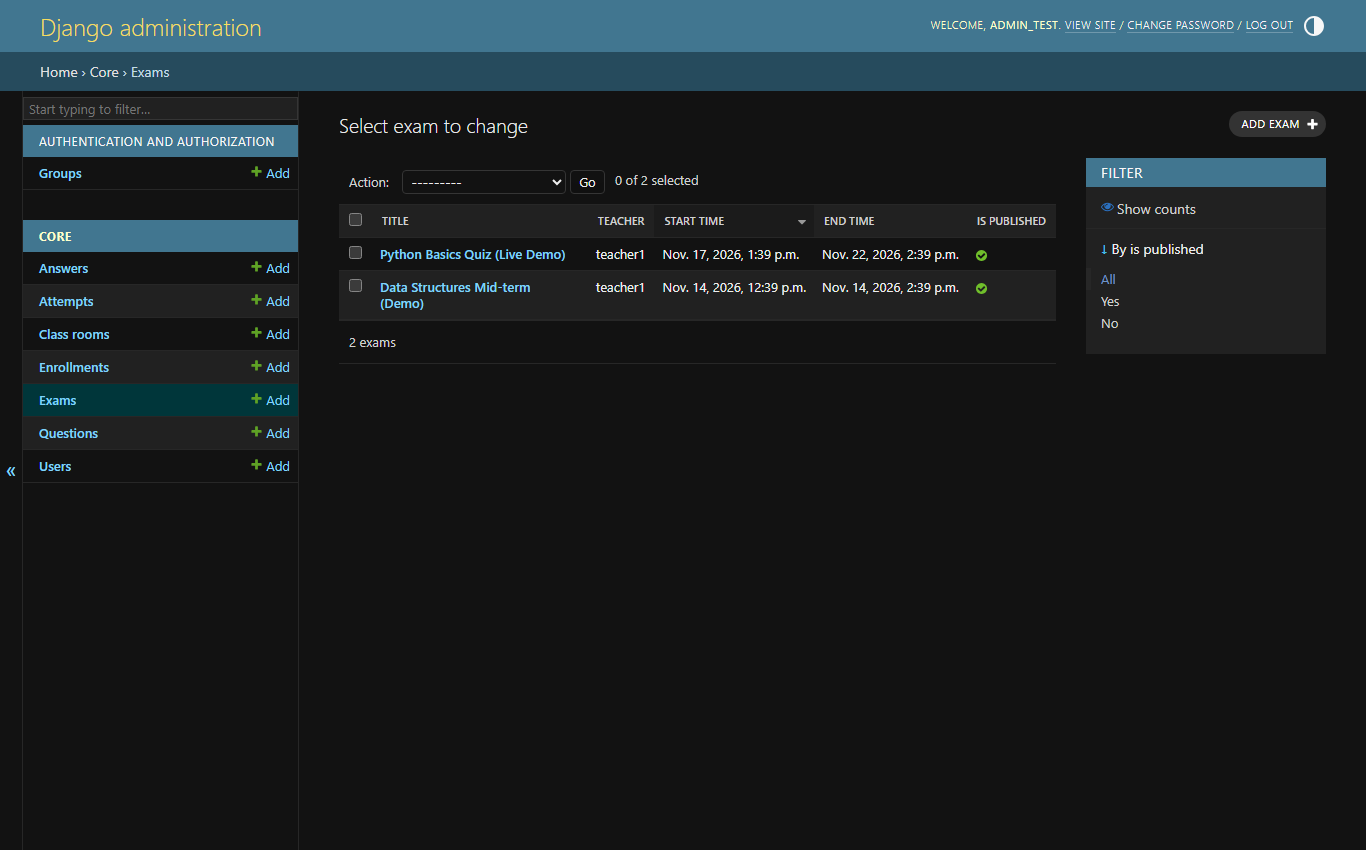 Django administration
WELCOME, ADMIN_TEST. VIEW SITE / CHANGE PASSWORD / LOG OUT
Home › Core › Exams
Start typing to filter...
AUTHENTICATION AND AUTHORIZATION
Groups + Add
CORE
Answers + Add
Attempts + Add
Class rooms + Add
Enrollments + Add
Exams + Add
Questions + Add
Users + Add
«
Select exam to change
ADD EXAM +
Action: --------- Go 0 of 2 selected
TITLE TEACHER START TIME END TIME IS PUBLISHED
Python Basics Quiz (Live Demo) teacher1 Nov. 17, 2026, 1:39 p.m. Nov. 22, 2026, 2:39 p.m.
Data Structures Mid-term teacher1 Nov. 14, 2026, 12:39 p.m. Nov. 14, 2026, 2:39 p.m.
(Demo)
2 exams
FILTER
Show counts
↓ By is published
All
Yes
No